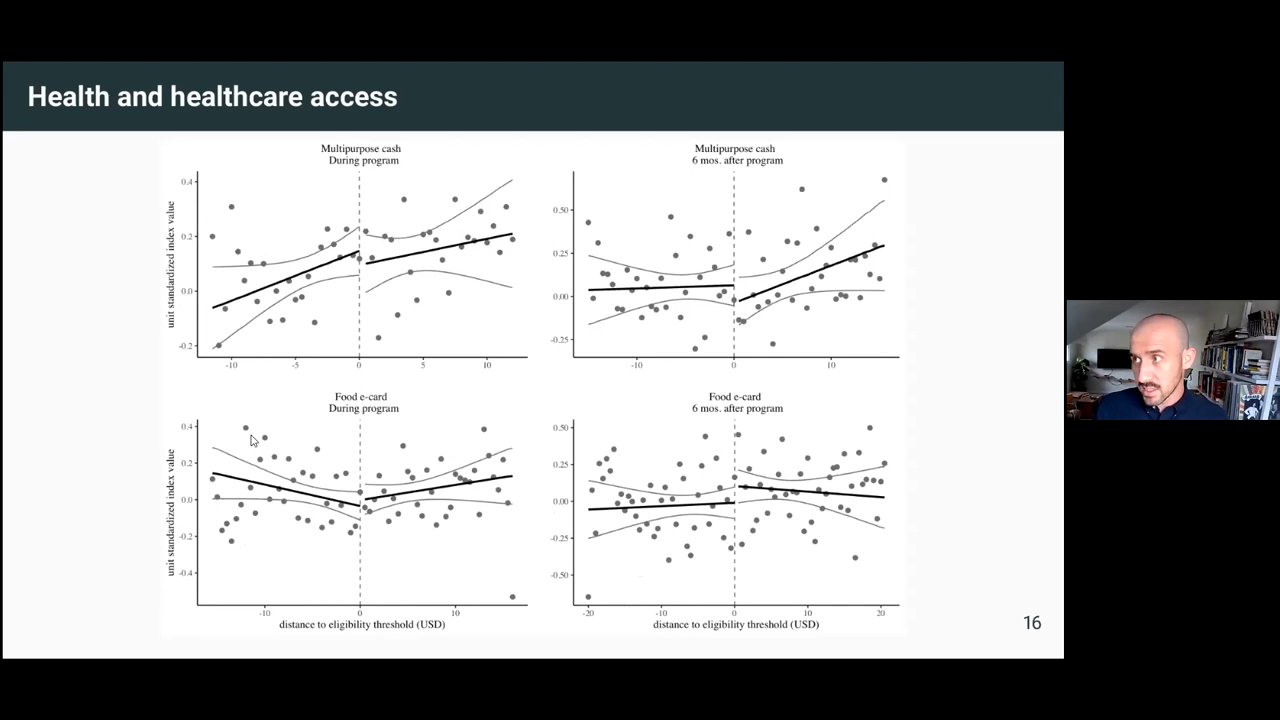 Health and healthcare access
Multipurpose cash
During program
Multipurpose cash
6 mos. after program
unit standardized index value
0.4
0.2
0.0
-0.2
-10
-5
0
5
10
0.50
0.25
0.00
-0.25
-10
0
10
Food e-card
During program
Food e-card
6 mos. after program
unit standardized index value
0.4
0.2
0.0
-0.2
-0.4
-10
0
10
distance to eligibility threshold (USD)
0.50
0.25
0.00
-0.25
-0.50
-20
-10
0
10
20
distance to eligibility threshold (USD)
16